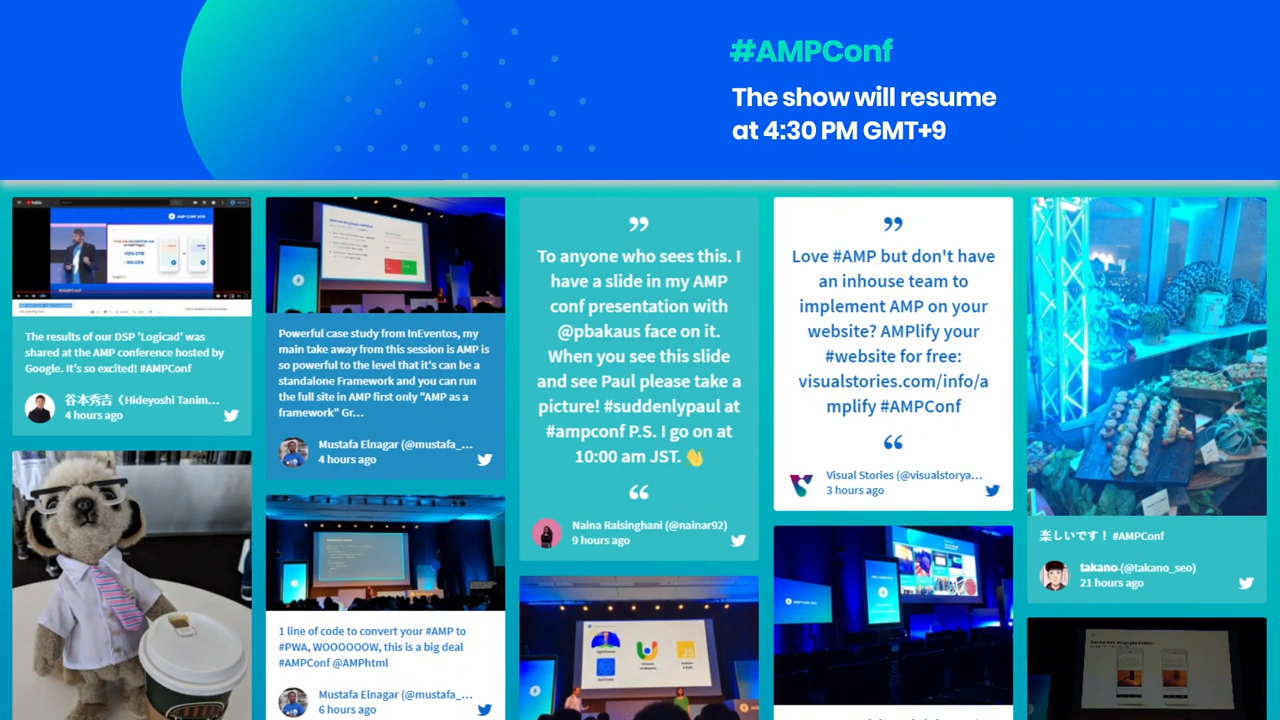 #AMPConf
The show will resume
at 4:30 PM GMT+9
AMP CONF 2019
#AMPConf
The results of our DSP 'Logicad' was
shared at the AMP conference hosted by
Google. It's so excited! #AMPConf
谷本秀吉《Hideyoshi Tanim...
4 hours ago
Powerful case study from InEventos, my
main take away from this session is AMP is
so powerful to the level that it's can be a
standalone Framework and you can run
the full site in AMP first only "AMP as a
framework" Gr...
Mustafa Elnagar (@mustafa_...
4 hours ago
1 line of code to convert your #AMP to
#PWA, WOOOOOOW, this is a big deal
#AMPConf @AMPhtml
Mustafa Elnagar (@mustafa_...
6 hours ago
”
To anyone who sees this. I
have a slide in my AMP
conf presentation with
@pbakaus face on it.
When you see this slide
and see Paul please take a
picture! #suddenlypaul at
#ampconf P.S. I go on at
10:00 am JST. 👋
“
Naina Raisinghani (@nainar92)
9 hours ago
JS
”
Love #AMP but don't have
an inhouse team to
implement AMP on your
website? AMPlify your
#website for free:
visualstories.com/info/a
mplify #AMPConf
“
Visual Stories (@visualstorya...
3 hours ago
楽しいです！ #AMPConf
takano (@takano_seo)
21 hours ago